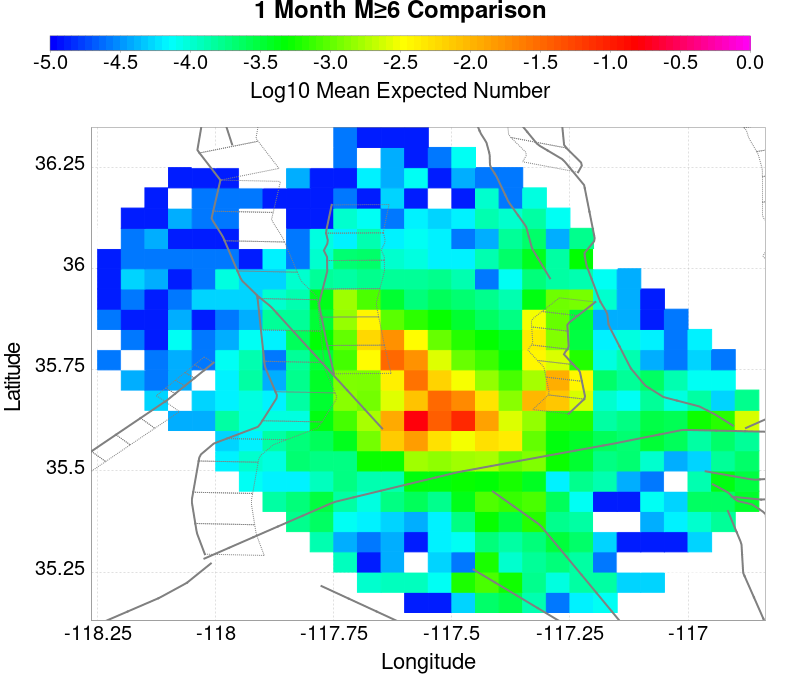 1 Month M≥6 Comparison
-5.0 -4.5 -4.0 -3.5 -3.0 -2.5 -2.0 -1.5 -1.0 -0.5 0.0
Log10 Mean Expected Number
36.25
36
35.75
35.5
35.25
Latitude
-118.25 -118 -117.75 -117.5 -117.25 -117
Longitude